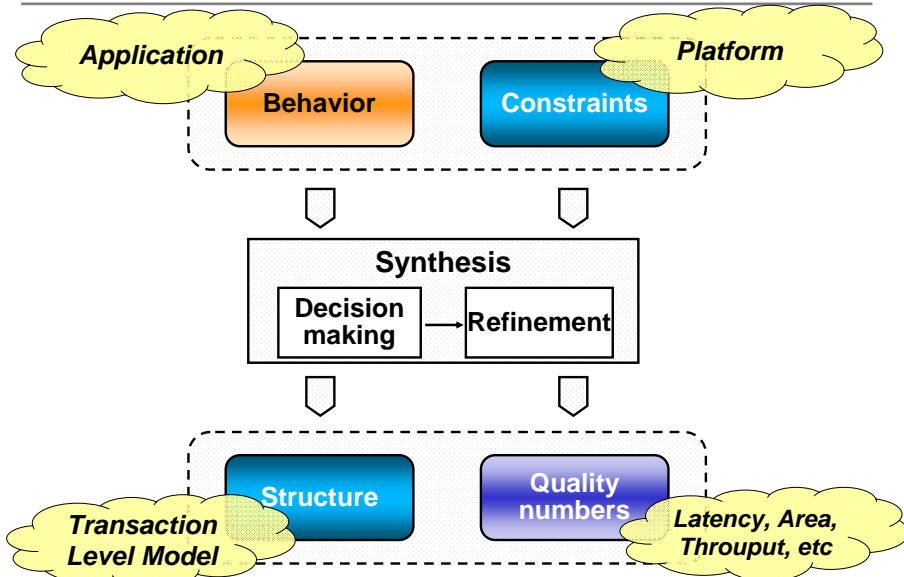 Application
Platform
Behavior
Constraints
Synthesis
Decision
making
Refinement
Structure
Quality
numbers
Transaction
Level Model
Latency, Area,
Throuput, etc